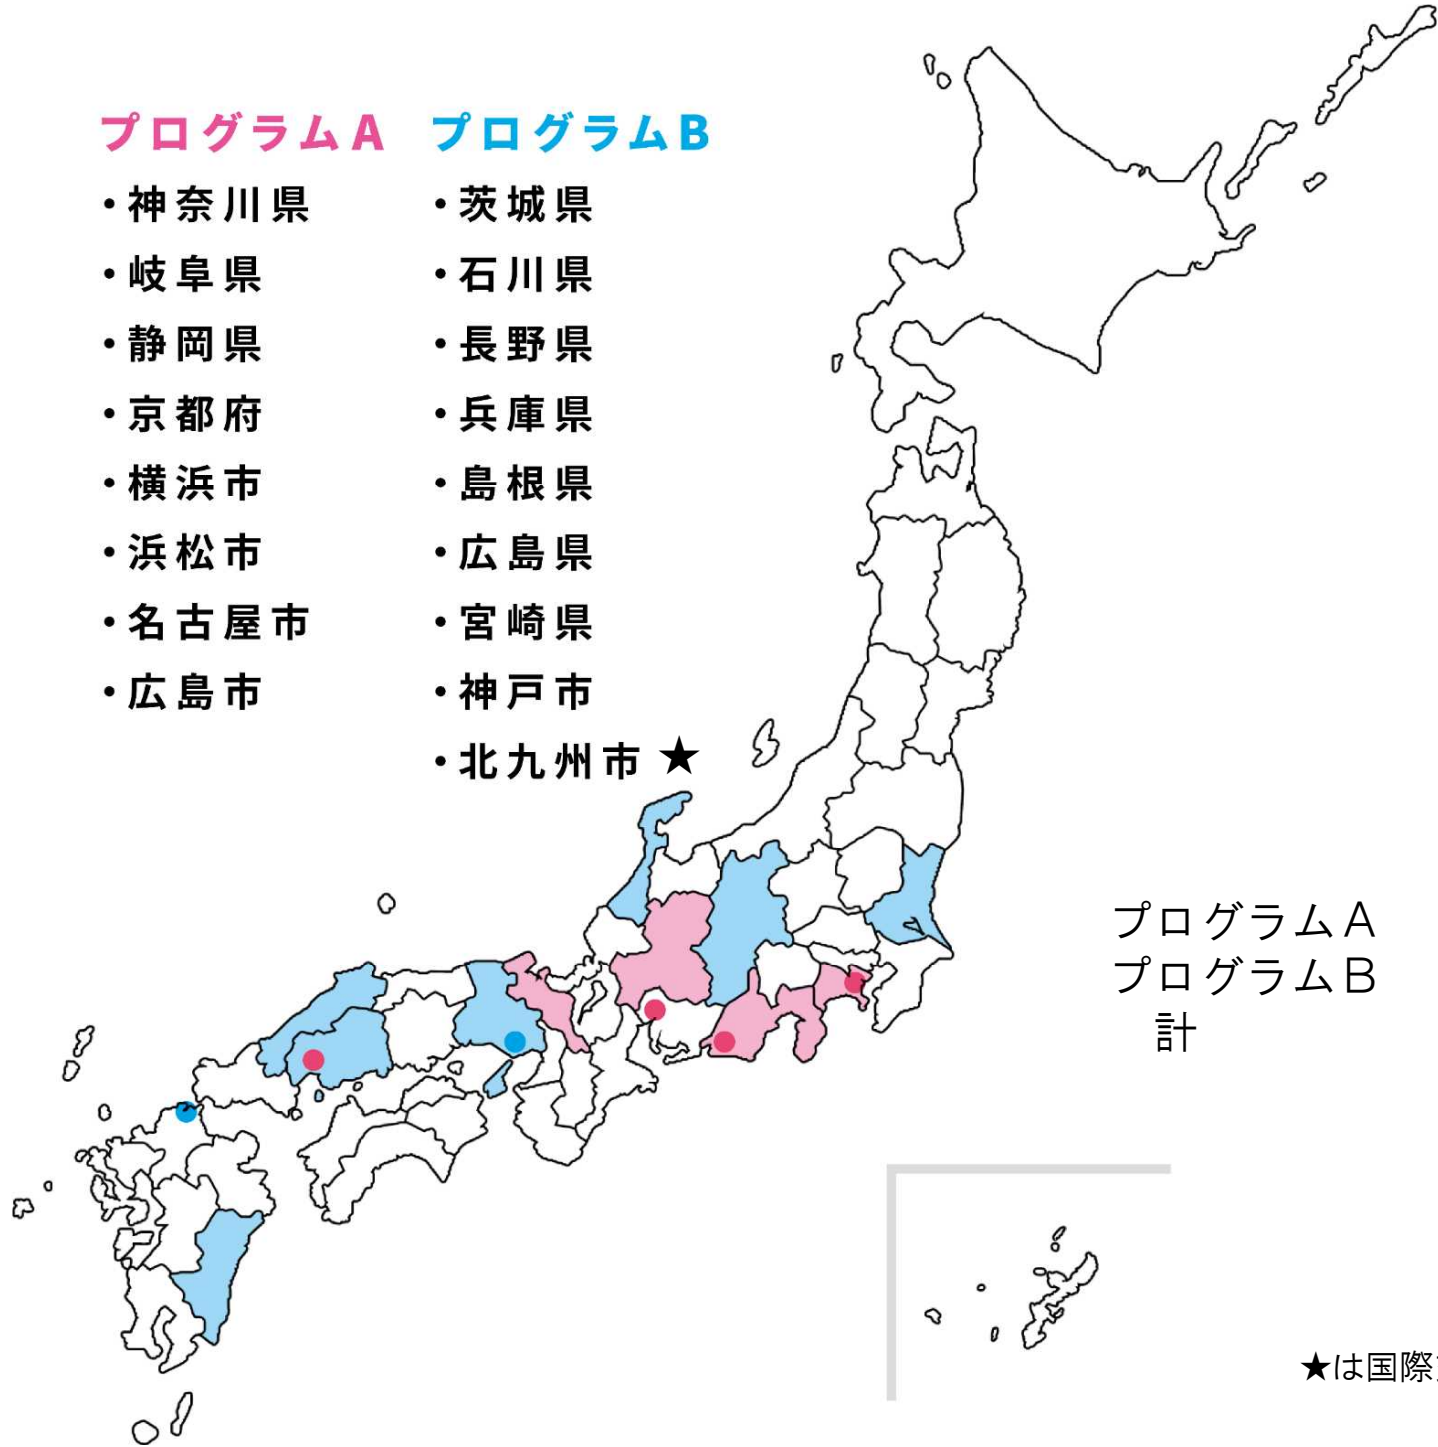 プログラムA
・神奈川県
・岐阜県
・静岡県
・京都府
・横浜市
・浜松市
・名古屋市
・広島市
プログラムB
・茨城県
・石川県
・長野県
・兵庫県
・島根県
・広島県
・宮崎県
・神戸市
・北九州市 ★
プログラムA
プログラムB
計
★は国際